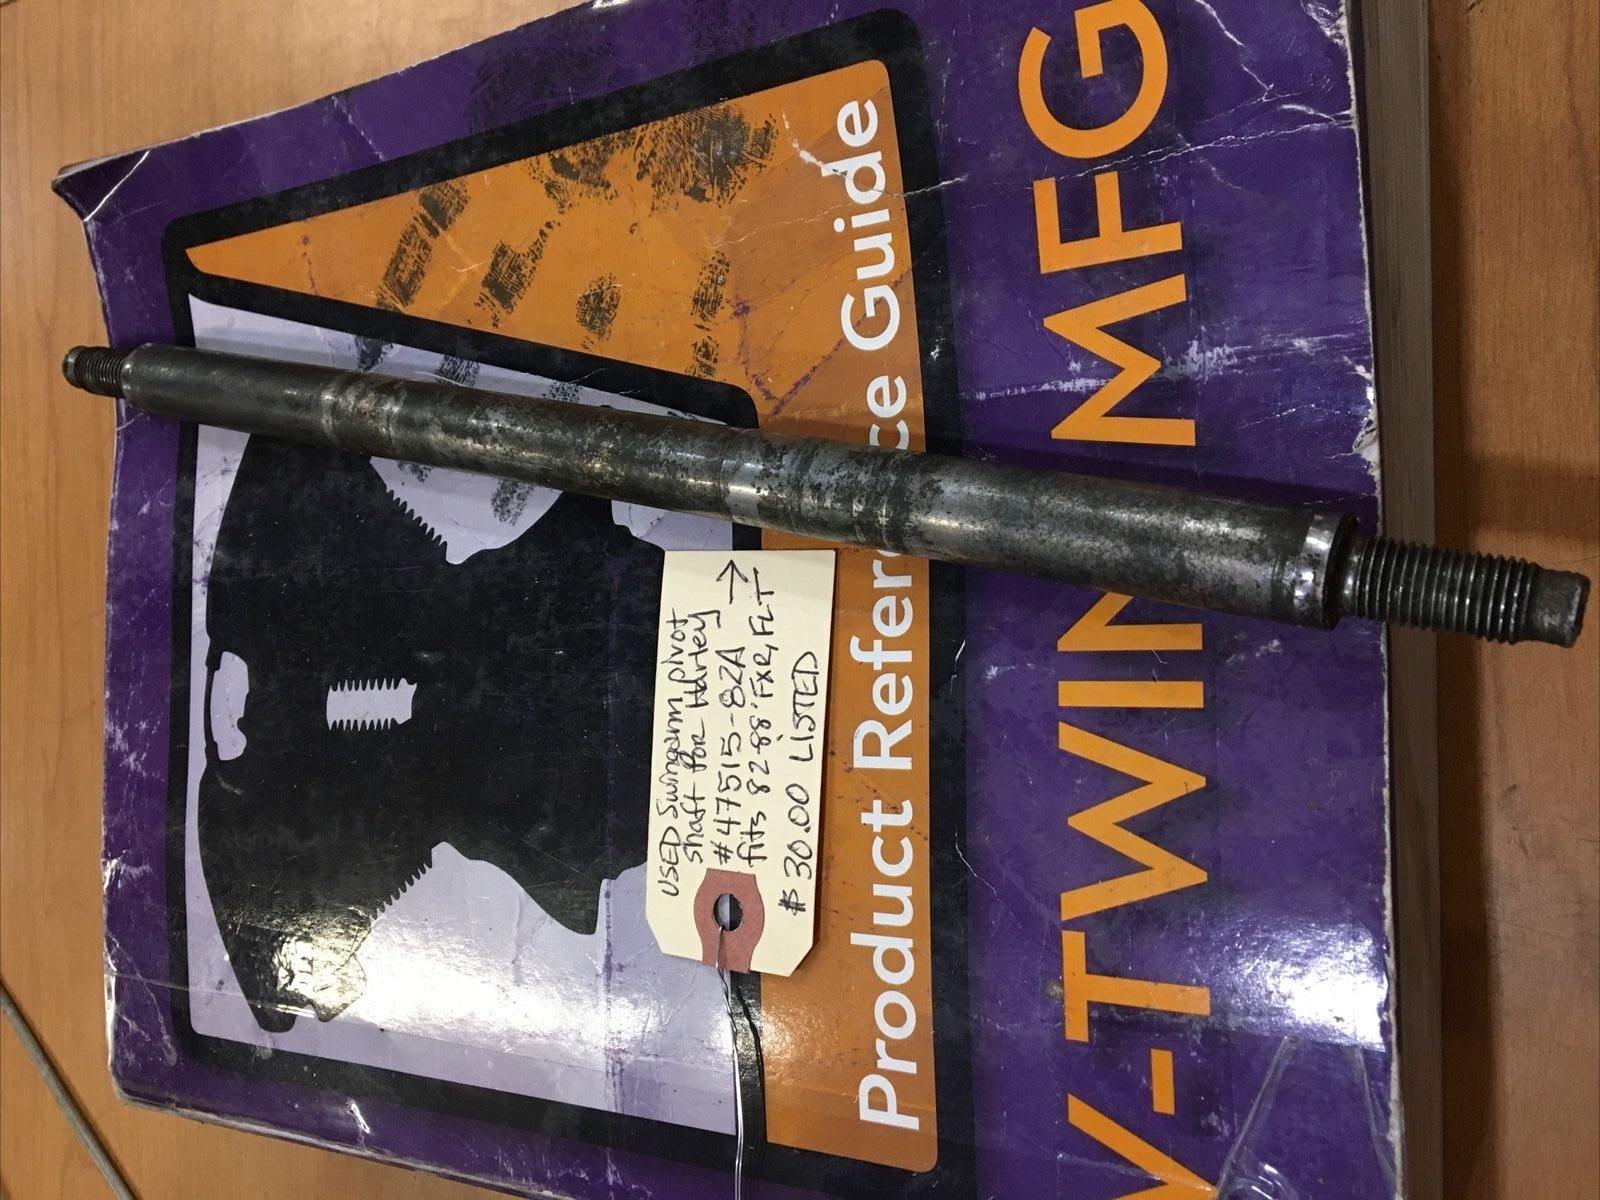 USED Swingarm pivot
shaft for Harley
#47515-82A →
fits 82-88' FXR, FLT
$30.00 LISTED
Product Reference Guide
V-TWIN MFG